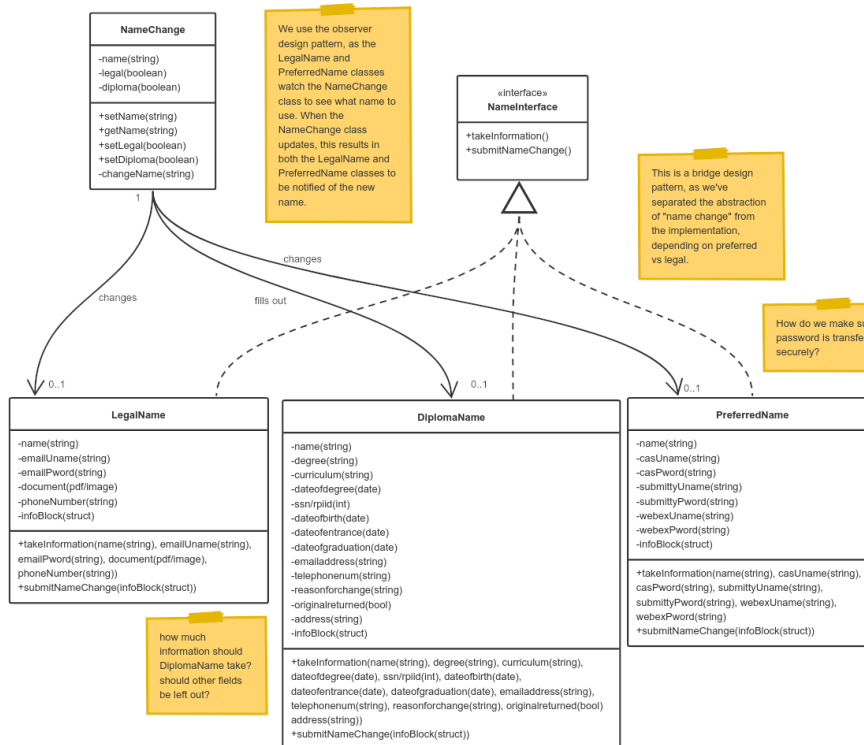 NameChange
-name(string)
-legal(boolean)
-diploma(boolean)
+setName(string)
+getName(string)
+setLegal(boolean)
+setDiploma(boolean)
-changeName(string)
We use the observer
design pattern, as the
LegalName and
PreferredName classes
watch the NameChange
class to see what name to
use. When the
NameChange class
updates, this results in
both the LegalName and
PreferredName classes to
be notified of the new
name.
«interface»
NameInterface
+takeInformation()
+submitNameChange()
This is a bridge design
pattern, as we've
separated the abstraction
of "name change" from
the implementation,
depending on preferred
vs legal.
1
changes
fills out
changes
How do we make su
password is transfe
securely?
0..1
0..1
0..1
LegalName
-name(string)
-emailUname(string)
-emailPword(string)
-document(pdf/image)
-phoneNumber(string)
-infoBlock(struct)
+takeInformation(name(string), emailUname(string),
emailPword(string), document(pdf/image),
phoneNumber(string))
+submitNameChange(infoBlock(struct))
DiplomaName
-name(string)
-degree(string)
-curriculum(string)
-dateofdegree(date)
-ssn/rpiid(int)
-dateofbirth(date)
-dateofentrance(date)
-dateofgraduation(date)
-emailaddress(string)
-telephonenum(string)
-reasonforchange(string)
-originalreturned(bool)
-address(string)
-infoBlock(struct)
+takeInformation(name(string), degree(string), curriculum(string),
dateofdegree(date), ssn/rpiid(int), dateofbirth(date),
dateofentrance(date), dateofgraduation(date), emailaddress(string),
telephonenum(string), reasonforchange(string), originalreturned(bool)
address(string))
+submitNameChange(infoBlock(struct))
PreferredName
-name(string)
-casUname(string)
-casPword(string)
-submittyUname(string)
-submittyPword(string)
-webexUname(string)
-webexPword(string)
-infoBlock(struct)
+takeInformation(name(string), casUname(string),
casPword(string), submittyUname(string),
submittyPword(string), webexUname(string),
webexPword(string)
+submitNameChange(infoBlock(struct))
how much
information should
DiplomaName take?
should other fields
be left out?